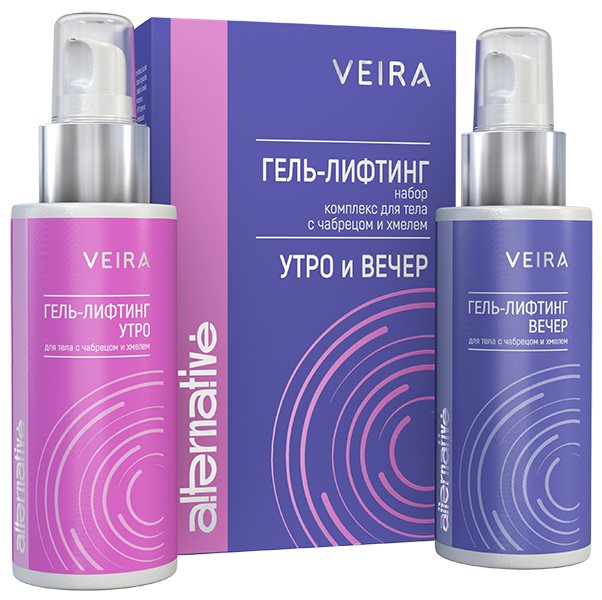 VEIRA
ГЕЛЬ-ЛИФТИНГ
УТРО
для тела с чабрецом и хмелем
alternative
VEIRA
ГЕЛЬ-ЛИФТИНГ
набор
комплекс для тела
с чабрецом и хмелем
УТРО и ВЕЧЕР
alternative
VEIRA
ГЕЛЬ-ЛИФТИНГ
ВЕЧЕР
для тела с чабрецом и хмелем
alternative